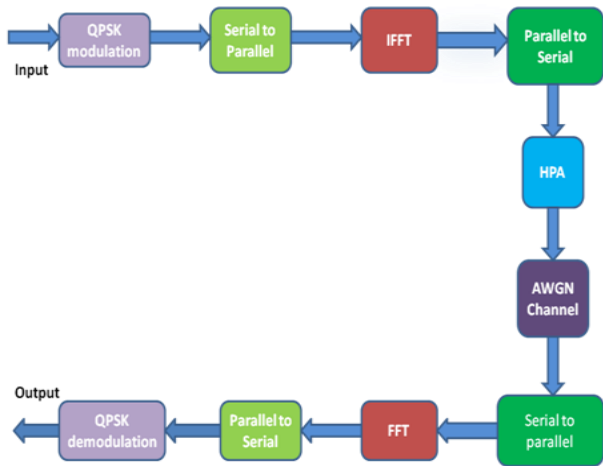 Input
QPSK
modulation
Serial to
Parallel
IFFT
Parallel to
Serial
HPA
AWGN
Channel
Serial to
parallel
FFT
Parallel to
Serial
QPSK
demodulation
Output